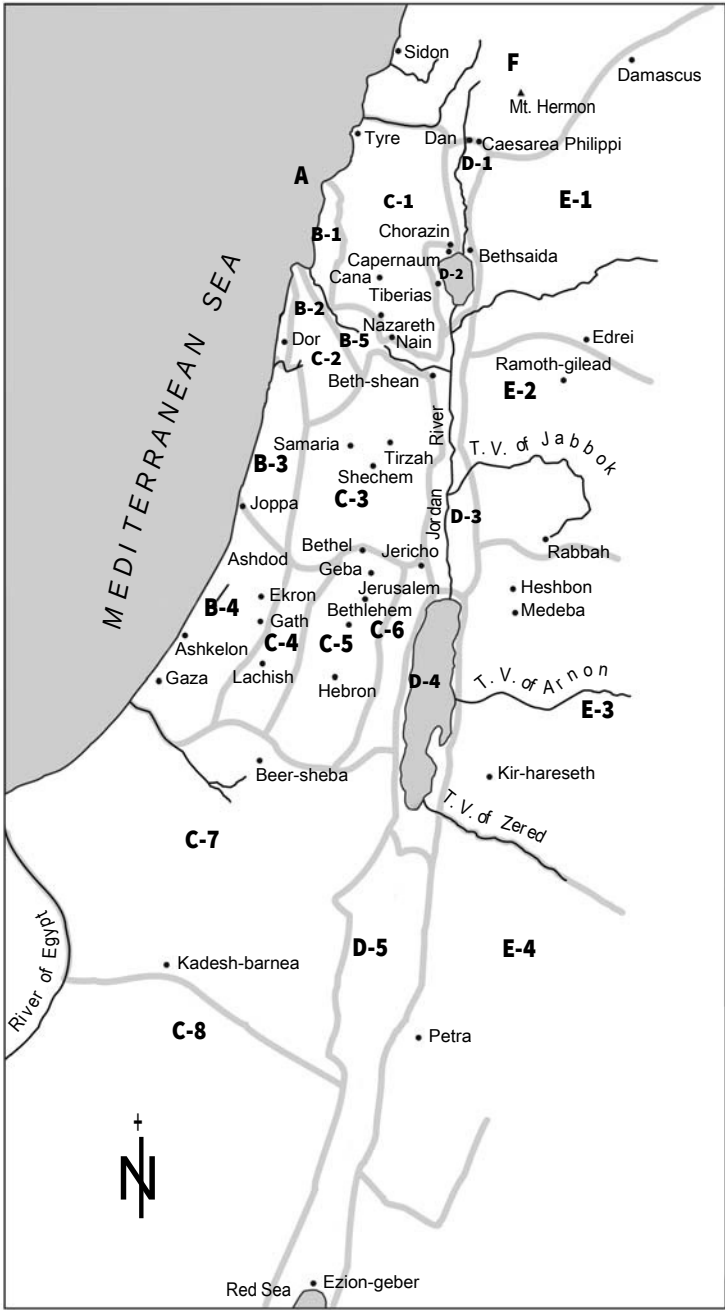 Sidon
F
Damascus
Mt. Hermon
Tyre
Dan
Caesarea Philippi
D-1
A
C-1
E-1
B-1
Chorazin
Capernaum
Bethsaida
D-2
Cana
Tiberias
MEDITERRANEAN SEA
B-2
Nazareth
Dor
B-5
Nain
Edrei
C-2
Ramoth-gilead
Beth-shean
E-2
Jordan River
T.V. of Jabbok
Samaria
Tirzah
B-3
Shechem
C-3
Joppa
D-3
Bethel
Jericho
Rabbah
Ashdod
Geba
Ekron
Jerusalem
Heshbon
B-4
Bethlehem
Medeba
Gath
C-6
Ashkelon
C-4
C-5
Gaza
Lachish
Hebron
D-4
T.V. of Arnon
E-3
Beer-sheba
Kir-hareseth
T.V. of Zered
C-7
River of Egypt
Kadesh-barnea
D-5
E-4
C-8
Petra
N
Red Sea
Ezion-geber